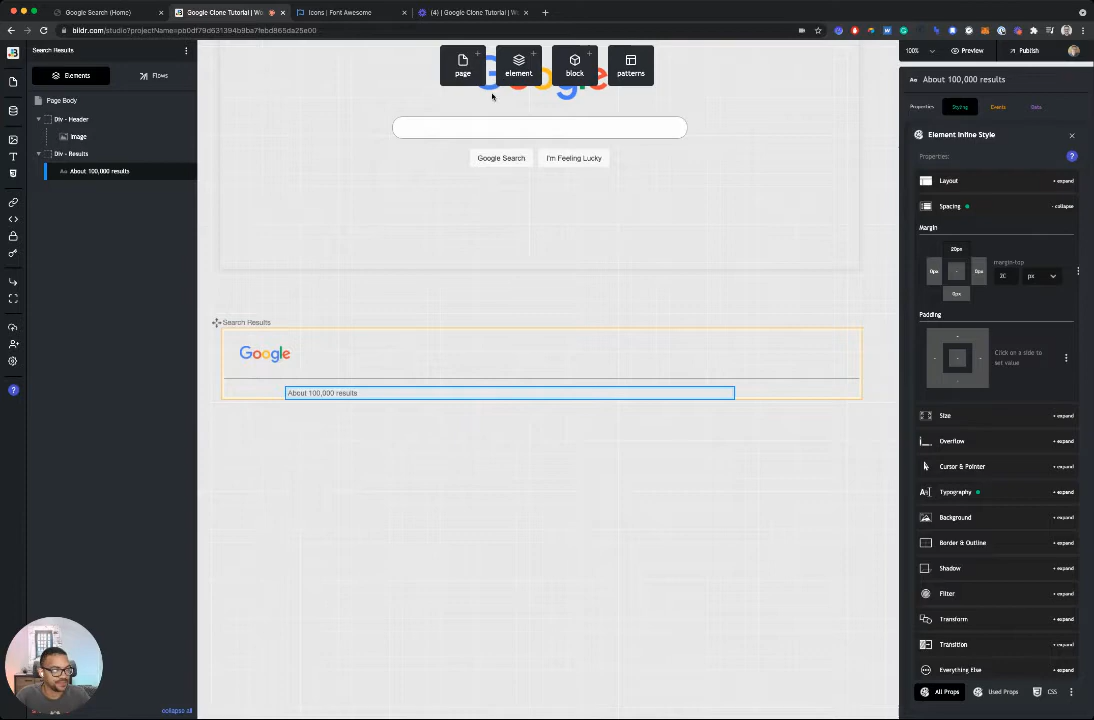 Search Google (Home)
Google Clone Tutorial | Wo
Icons | Font Awesome
(4) | Google Clone Tutorial | W
bildr.com/studio?projectName=pb0df79d631394b9ba7febd865da25e00
Search Results
Elements
Flows
Page Body
Div - Header
Image
Div - Results
About 100,000 results
collapse all
page
element
block
patterns
Google
Google Search
I'm Feeling Lucky
Search Results
Google
About 100,000 results
100%
Preview
Publish
About 100,000 results
Properties
Styling
Events
Data
Element Inline Style
Properties:
Layout
+ expand
Spacing
- collapse
Margin
20px
0px
0px
0px
margin-top
px
Padding
Click on a side to
set value
Size
+ expand
Overflow
+ expand
Cursor & Pointer
+ expand
Typography
+ expand
Background
+ expand
Border & Outline
+ expand
Shadow
+ expand
Filter
+ expand
Transform
+ expand
Transition
+ expand
Everything Else
+ expand
All Props
Used Props
CSS